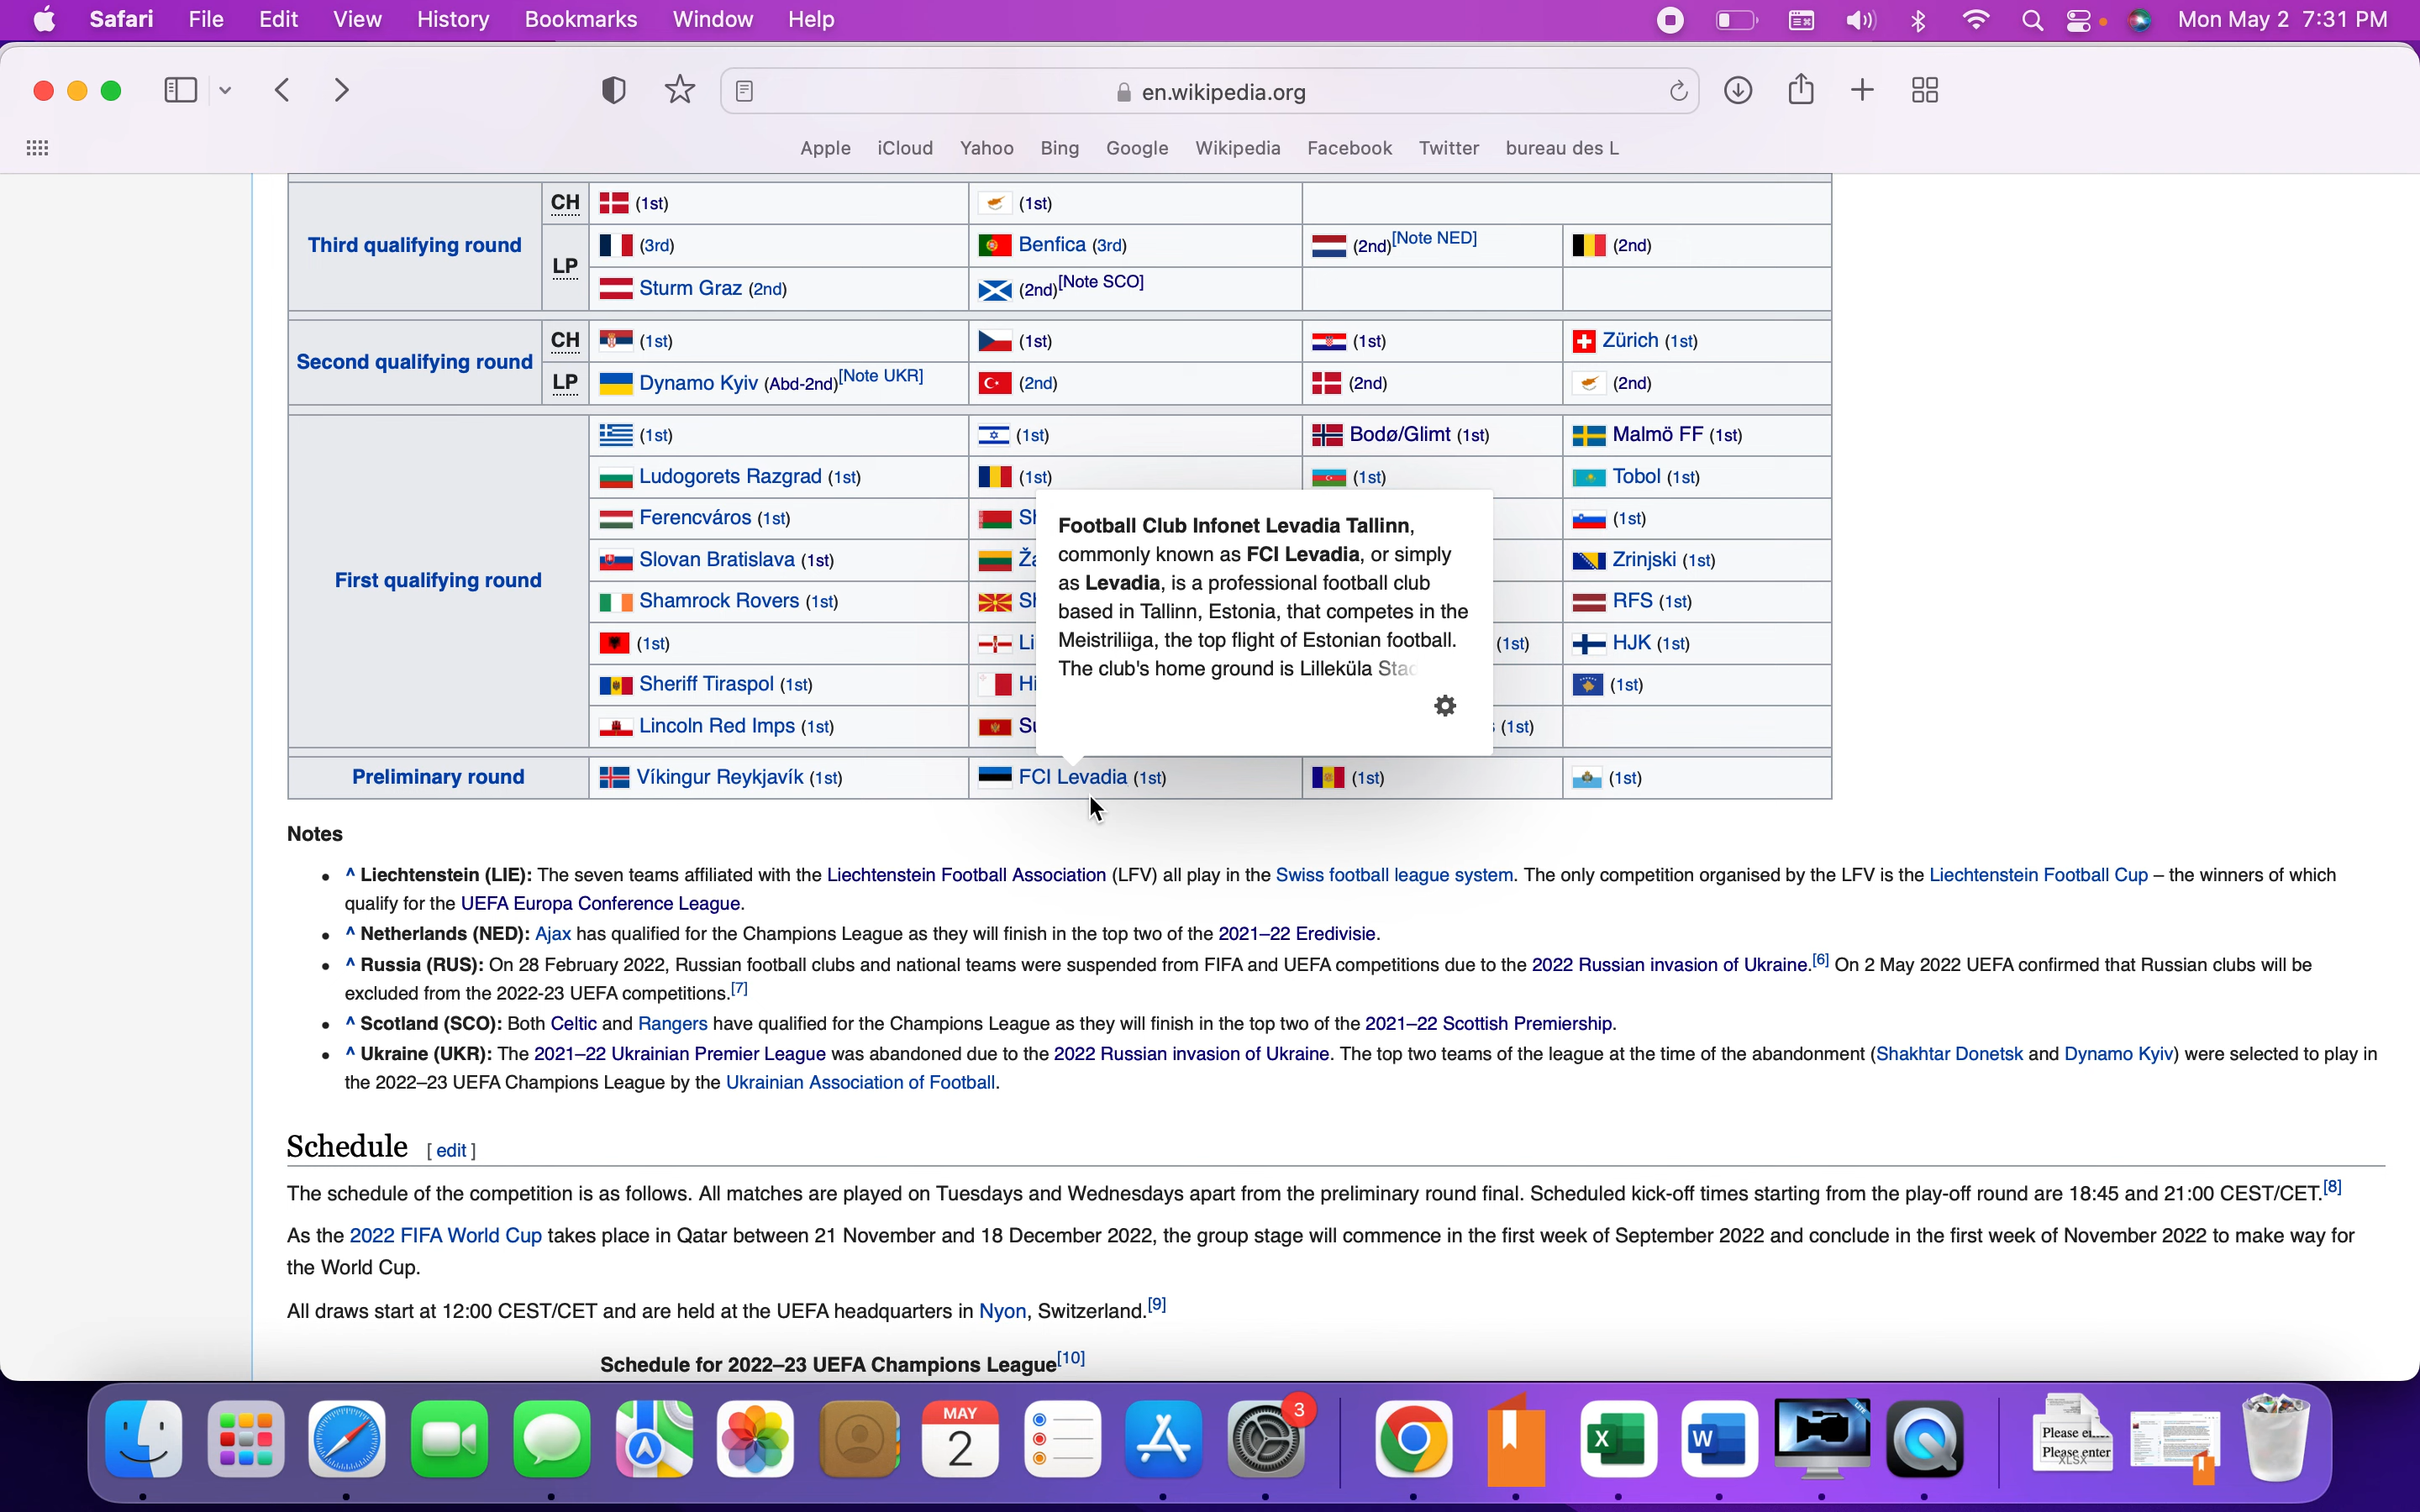 Safari File Edit View History Bookmarks Window Help Mon May 2 7:31 PM
en.wikipedia.org
Apple iCloud Yahoo Bing Google Wikipedia Facebook Twitter bureau des L
Third qualifying round
CH (1st) (1st)
LP (3rd) Benfica (3rd) (2nd)[Note NED] (2nd)
Sturm Graz (2nd) (2nd)[Note SCO]
Second qualifying round
CH (1st) (1st) (1st) Zürich (1st)
LP Dynamo Kyiv (Abd-2nd)[Note UKR] (2nd) (2nd) (2nd)
First qualifying round
(1st) (1st) Bodø/Glimt (1st) Malmö FF (1st)
Ludogorets Razgrad (1st) (1st) (1st) Tobol (1st)
Ferencváros (1st) (1st)
Slovan Bratislava (1st) Zrinjski (1st)
Shamrock Rovers (1st) RFS (1st)
(1st) (1st) HJK (1st)
Sheriff Tiraspol (1st) (1st)
Lincoln Red Imps (1st) (1st)
Football Club Infonet Levadia Tallinn,
commonly known as FCI Levadia, or simply
as Levadia, is a professional football club
based in Tallinn, Estonia, that competes in the
Meistriliiga, the top flight of Estonian football.
The club's home ground is Lilleküla
Preliminary round Víkingur Reykjavík (1st) FCI Levadia (1st) (1st) (1st)
Notes
• ^ Liechtenstein (LIE): The seven teams affiliated with the Liechtenstein Football Association (LFV) all play in the Swiss football league system. The only competition organised by the LFV is the Liechtenstein Football Cup – the winners of which
qualify for the UEFA Europa Conference League.
• ^ Netherlands (NED): Ajax has qualified for the Champions League as they will finish in the top two of the 2021–22 Eredivisie.
• ^ Russia (RUS): On 28 February 2022, Russian football clubs and national teams were suspended from FIFA and UEFA competitions due to the 2022 Russian invasion of Ukraine.[6] On 2 May 2022 UEFA confirmed that Russian clubs will be
excluded from the 2022-23 UEFA competitions.[7]
• ^ Scotland (SCO): Both Celtic and Rangers have qualified for the Champions League as they will finish in the top two of the 2021–22 Scottish Premiership.
• ^ Ukraine (UKR): The 2021–22 Ukrainian Premier League was abandoned due to the 2022 Russian invasion of Ukraine. The top two teams of the league at the time of the abandonment (Shakhtar Donetsk and Dynamo Kyiv) were selected to play in
the 2022–23 UEFA Champions League by the Ukrainian Association of Football.
Schedule [ edit ]
The schedule of the competition is as follows. All matches are played on Tuesdays and Wednesdays apart from the preliminary round final. Scheduled kick-off times starting from the play-off round are 18:45 and 21:00 CEST/CET.[8]
As the 2022 FIFA World Cup takes place in Qatar between 21 November and 18 December 2022, the group stage will commence in the first week of September 2022 and conclude in the first week of November 2022 to make way for
the World Cup.
All draws start at 12:00 CEST/CET and are held at the UEFA headquarters in Nyon, Switzerland.[9]
Schedule for 2022–23 UEFA Champions League[10]
MAY
2
3
X
W
Please en...
Please enter
XLSX